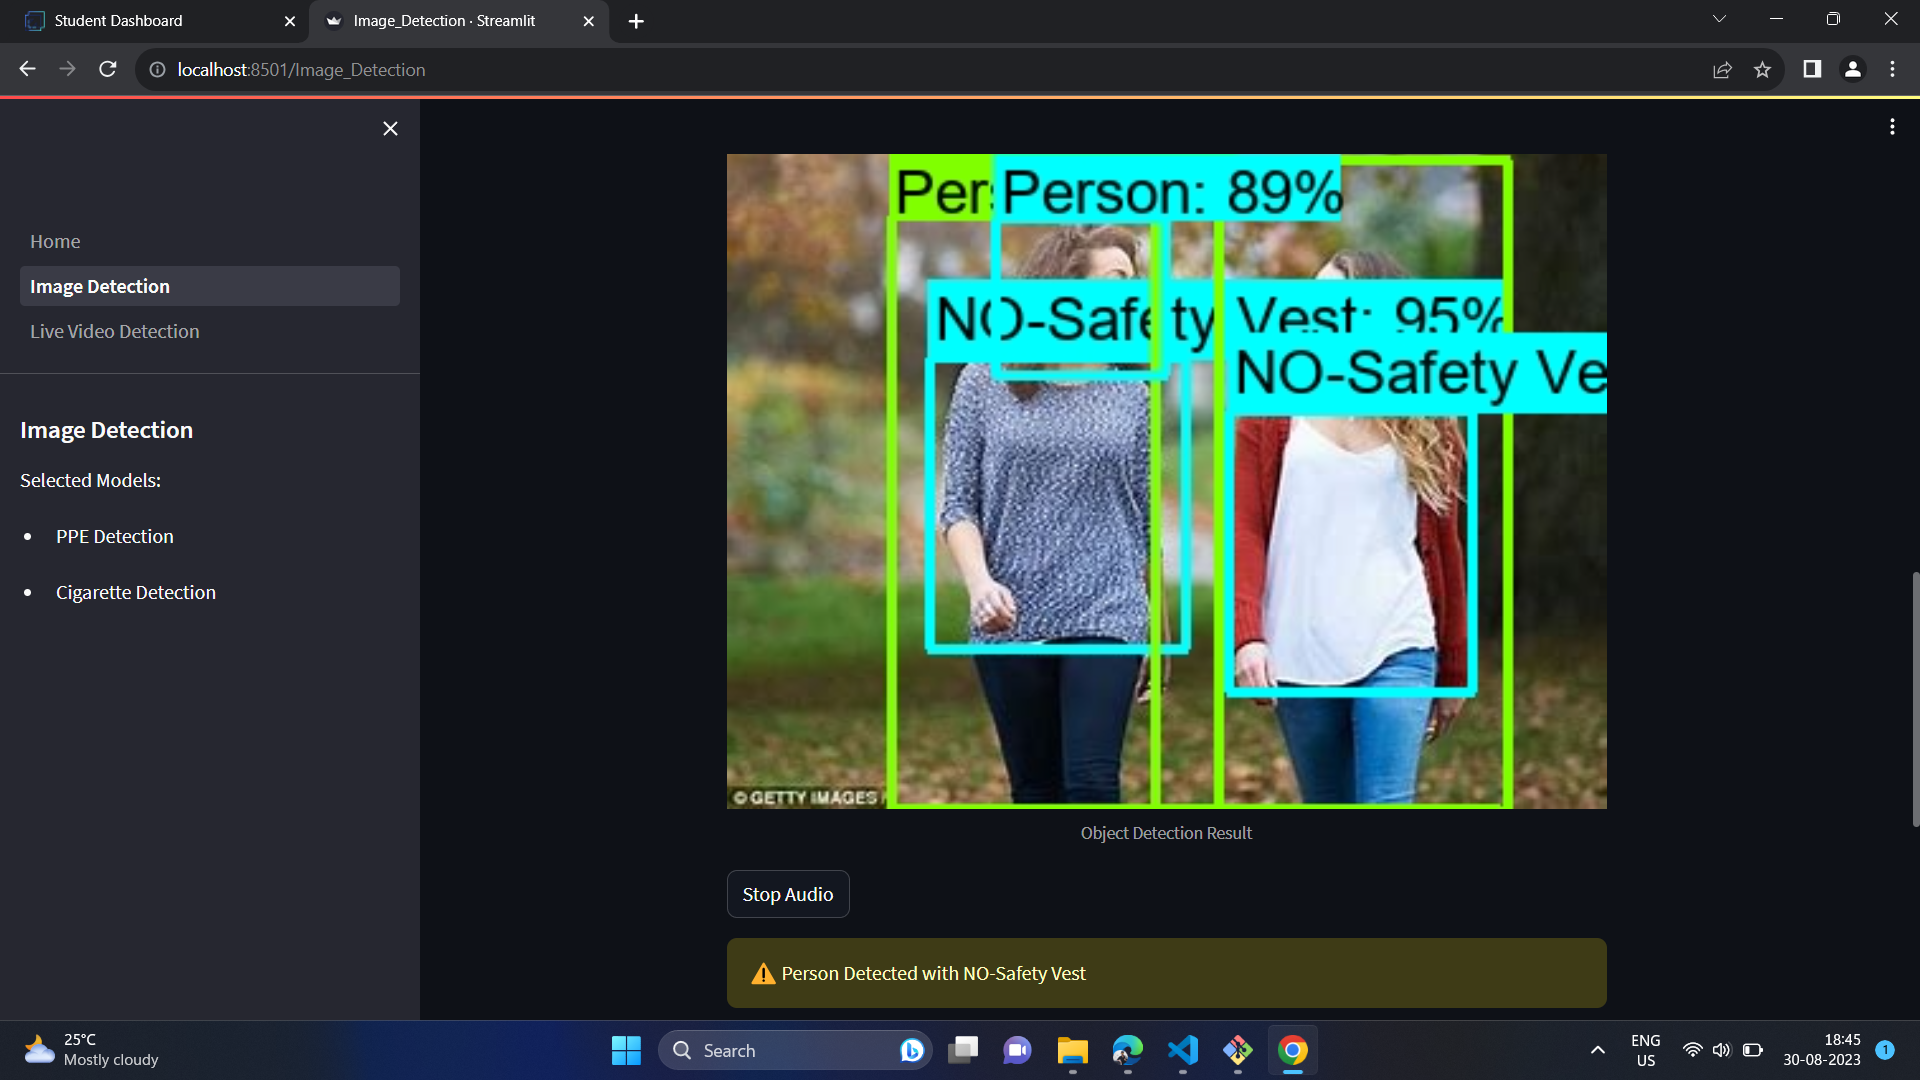 Student Dashboard
Image_Detection · Streamlit
localhost:8501/Image_Detection
Home
Image Detection
Live Video Detection
Image Detection
Selected Models:
PPE Detection
Cigarette Detection
Person: 89%
NO-Safety Vest: 95%
NO-Safety Ve
© GETTY IMAGES /
Object Detection Result
Stop Audio
Person Detected with NO-Safety Vest
25°C
Mostly cloudy
Search
ENG
US
18:45
30-08-2023
1